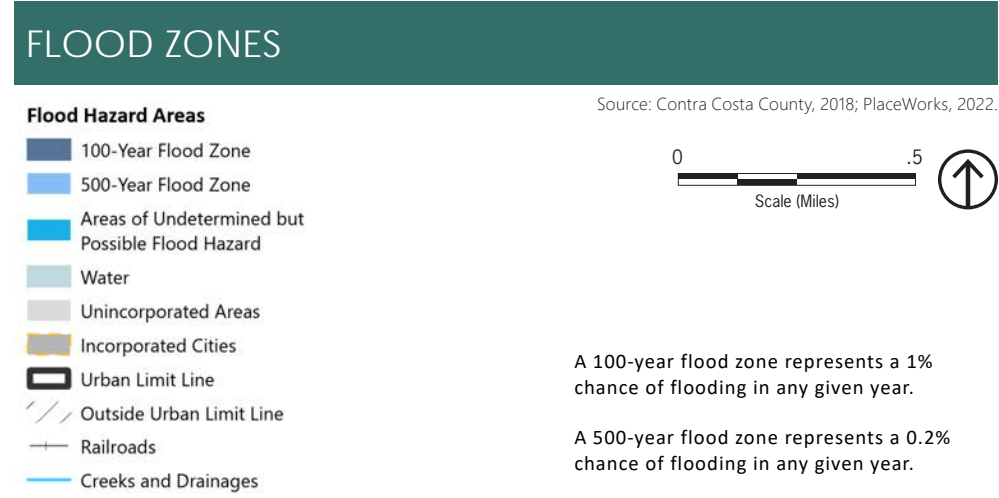 FLOOD ZONES
Source: Contra Costa County, 2018; PlaceWorks, 2022.
Flood Hazard Areas
100-Year Flood Zone
500-Year Flood Zone
Areas of Undetermined but
Possible Flood Hazard
Water
Unincorporated Areas
Incorporated Cities
Urban Limit Line
Outside Urban Limit Line
Railroads
Creeks and Drainages
0 .5
Scale (Miles)
A 100-year flood zone represents a 1%
chance of flooding in any given year.
A 500-year flood zone represents a 0.2%
chance of flooding in any given year.